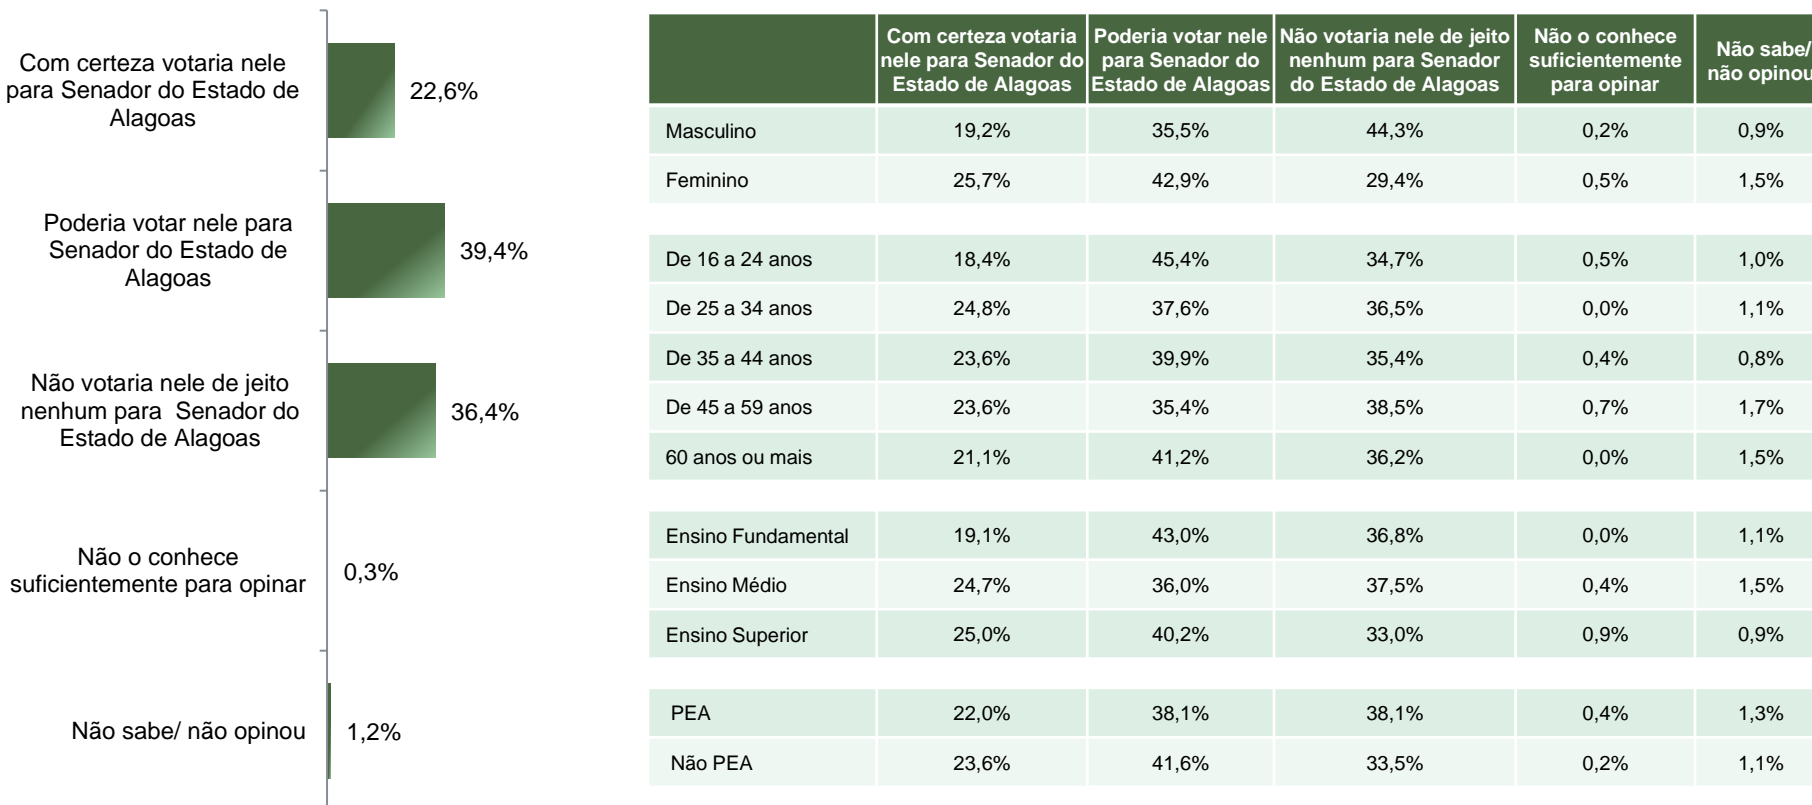 Com certeza votaria nele
para Senador do Estado de
Alagoas
22,6%
Poderia votar nele para
Senador do Estado de
Alagoas
39,4%
Não votaria nele de jeito
nenhum para Senador do
Estado de Alagoas
36,4%
Não o conhece
suficientemente para opinar
0,3%
Não sabe/ não opinou
1,2%
Com certeza votaria
nele para Senador do
Estado de Alagoas
Poderia votar nele
para Senador do
Estado de Alagoas
Não votaria nele de jeito
nenhum para Senador
do Estado de Alagoas
Não o conhece
suficientemente
para opinar
Não sabe/
não opinou
Masculino 19,2% 35,5% 44,3% 0,2% 0,9%
Feminino 25,7% 42,9% 29,4% 0,5% 1,5%
De 16 a 24 anos 18,4% 45,4% 34,7% 0,5% 1,0%
De 25 a 34 anos 24,8% 37,6% 36,5% 0,0% 1,1%
De 35 a 44 anos 23,6% 39,9% 35,4% 0,4% 0,8%
De 45 a 59 anos 23,6% 35,4% 38,5% 0,7% 1,7%
60 anos ou mais 21,1% 41,2% 36,2% 0,0% 1,5%
Ensino Fundamental 19,1% 43,0% 36,8% 0,0% 1,1%
Ensino Médio 24,7% 36,0% 37,5% 0,4% 1,5%
Ensino Superior 25,0% 40,2% 33,0% 0,9% 0,9%
PEA 22,0% 38,1% 38,1% 0,4% 1,3%
Não PEA 23,6% 41,6% 33,5% 0,2% 1,1%